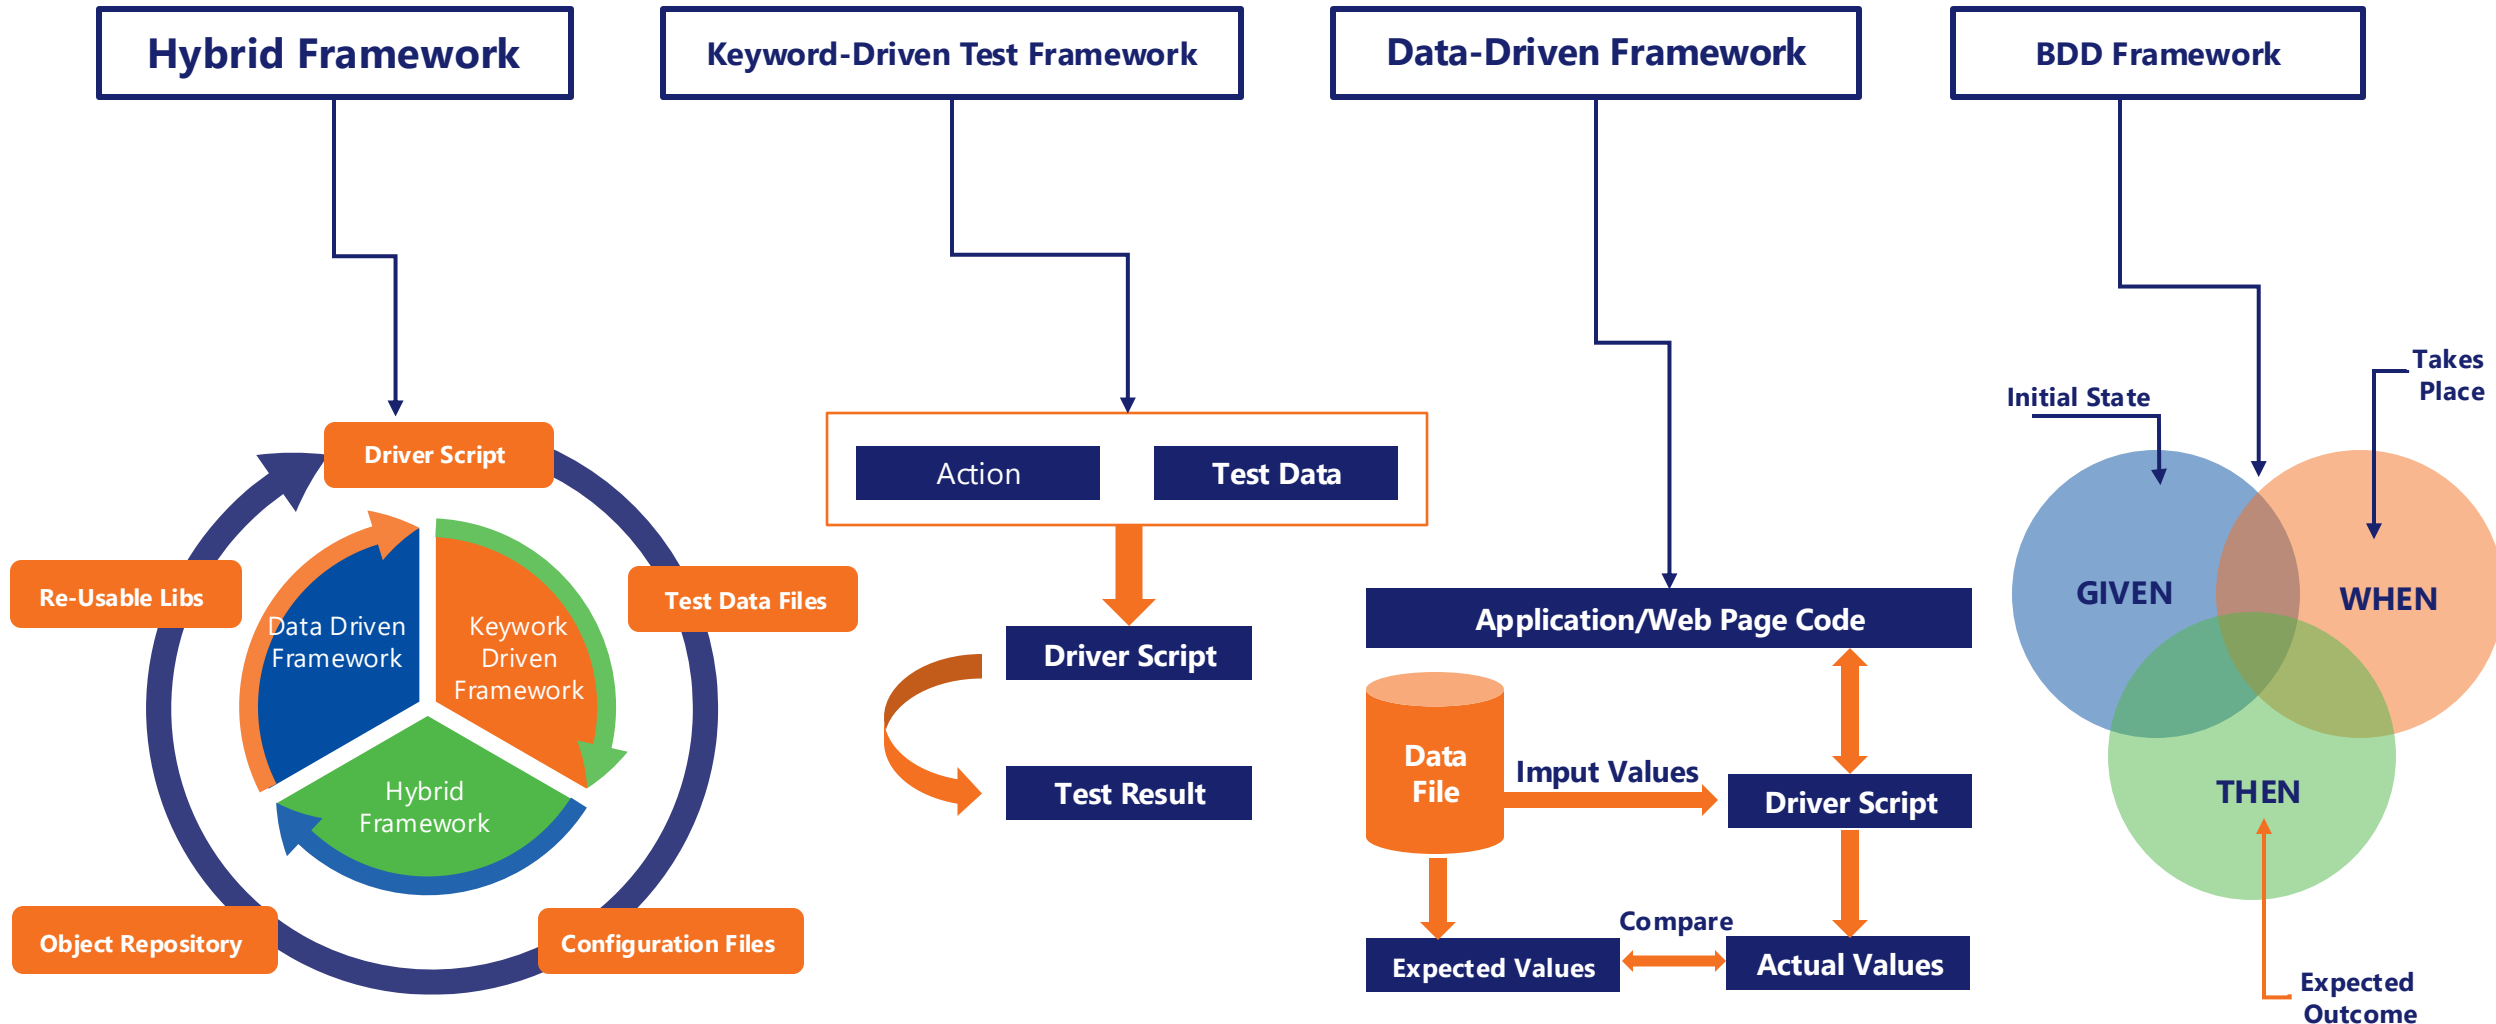 Hybrid Framework
Keyword-Driven Test Framework
Data-Driven Framework
BDD Framework
Driver Script
Re-Usable Libs
Test Data Files
Data Driven
Framework
Keywork
Driven
Framework
Hybrid
Framework
Object Repository
Configuration Files
Action
Test Data
Driver Script
Test Result
Application/Web Page Code
Data
File
Imput Values
Driver Script
Compare
Expected Values
Actual Values
Initial State
Takes
Place
GIVEN
WHEN
THEN
Expected
Outcome